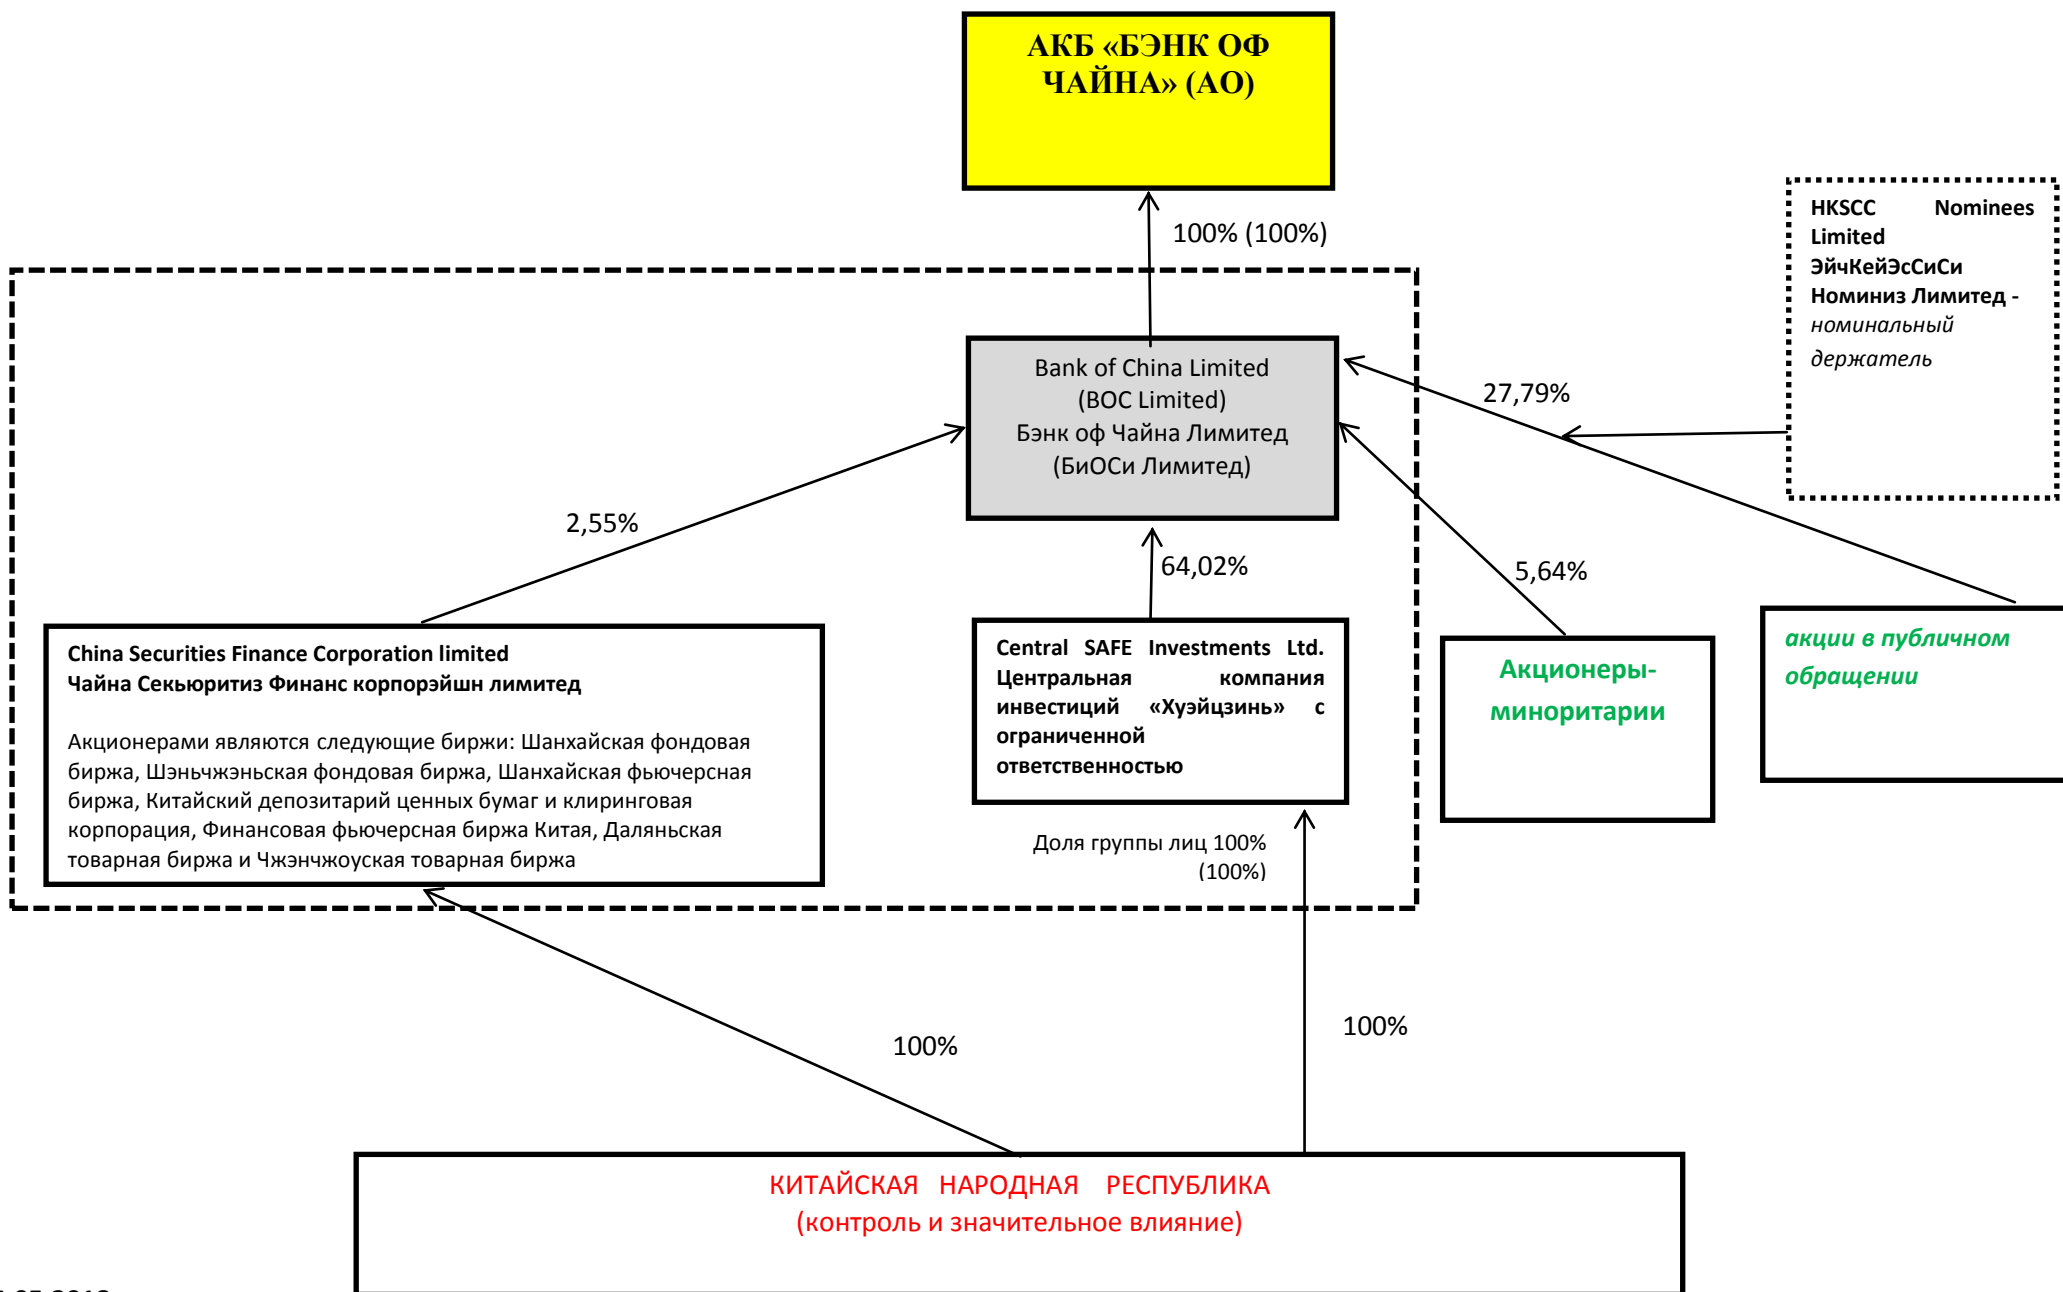 АКБ «БЭНК ОФ
ЧАЙНА» (АО)
100% (100%)
HKSCC Nominees
Limited
ЭйчКейЭсСиСи
Номиниз Лимитед -
номинальный
держатель
Bank of China Limited
(BOC Limited)
Бэнк оф Чайна Лимитед
(БиОСи Лимитед)
27,79%
2,55%
64,02%
5,64%
China Securities Finance Corporation limited
Чайна Секьюритиз Финанс корпорэйшн лимитед
Акционерами являются следующие биржи: Шанхайская фондовая
биржа, Шэньчжэньская фондовая биржа, Шанхайская фьючерсная
биржа, Китайский депозитарий ценных бумаг и клиринговая
корпорация, Финансовая фьючерсная биржа Китая, Даляньская
товарная биржа и Чжэнчжоуская товарная биржа
Central SAFE Investments Ltd.
Центральная компания
инвестиций «Хуэйцзинь» с
ограниченной
ответственностью
Акционеры-
миноритарии
акции в публичном
обращении
Доля группы лиц 100%
(100%)
100%
100%
КИТАЙСКАЯ НАРОДНАЯ РЕСПУБЛИКА
(контроль и значительное влияние)